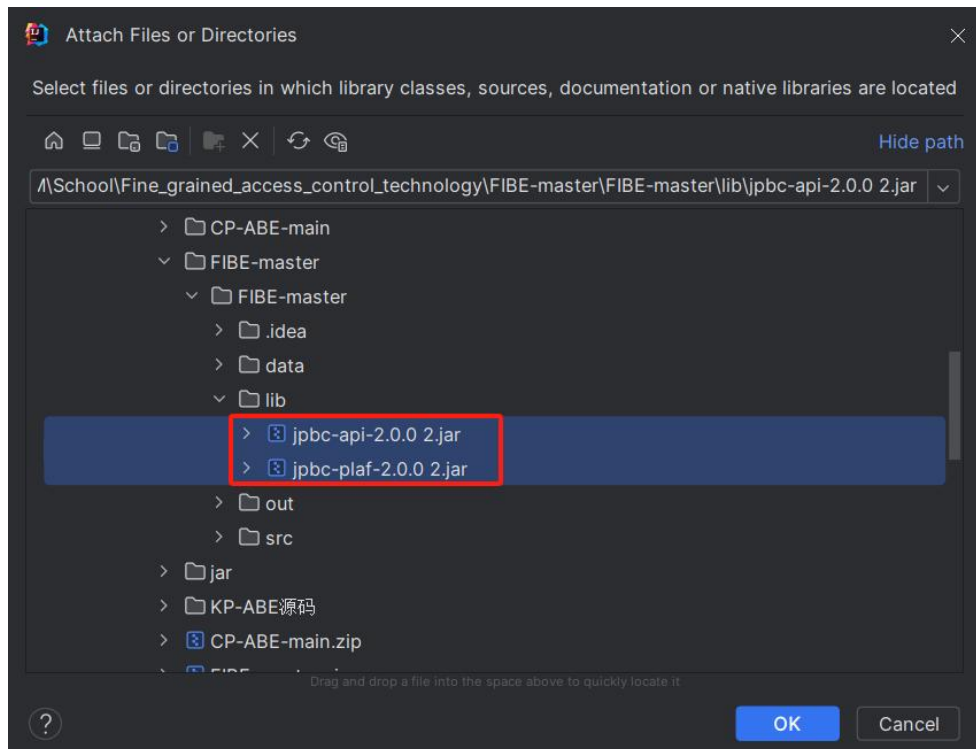 Attach Files or Directories
Select files or directories in which library classes, sources, documentation or native libraries are located
Hide path
\School\Fine_grained_access_control_technology\FIBE-master\FIBE-master\lib\jpbc-api-2.0.0 2.jar
CP-ABE-main
FIBE-master
FIBE-master
.idea
data
lib
jpbc-api-2.0.0 2.jar
jpbc-plaf-2.0.0 2.jar
out
src
jar
KP-ABE源码
CP-ABE-main.zip
Drag and drop a file into the space above to quickly locate it
?
OK
Cancel